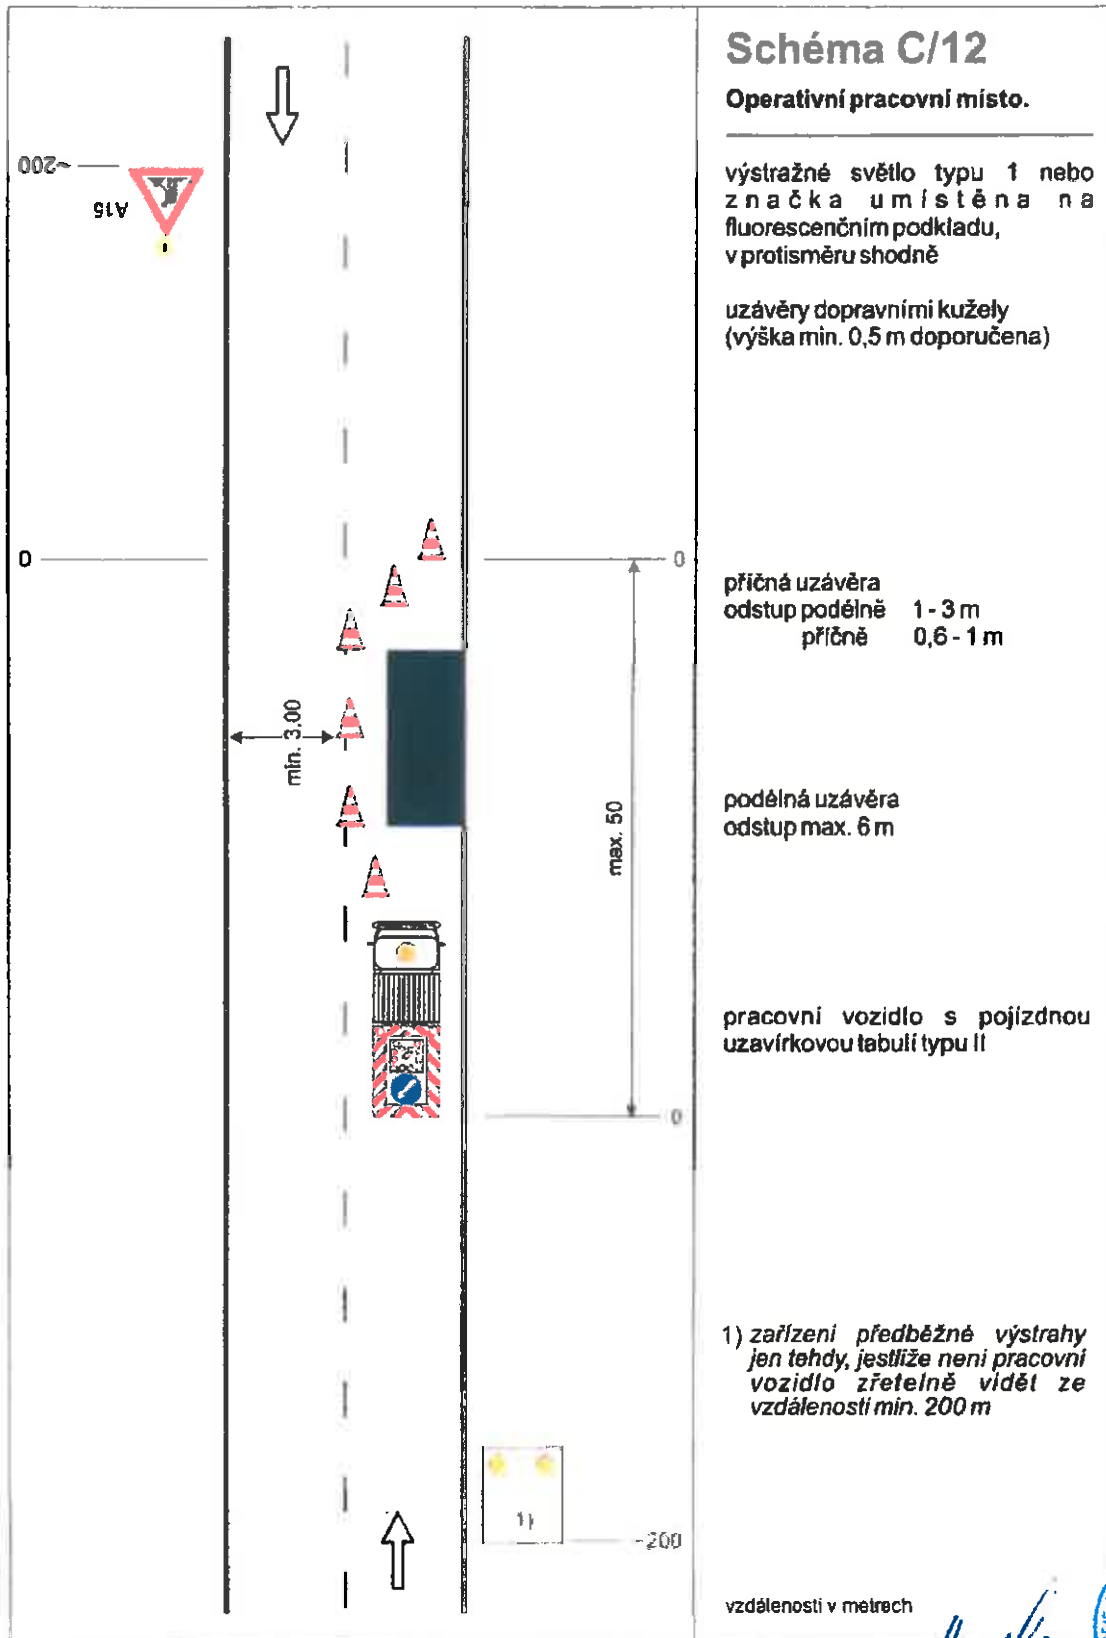 Schéma C/12
Operativní pracovní místo.
~200
A15
výstražné světlo typu 1 nebo
značka umístěna na
fluorescenčním podkladu,
v protisměru shodně
uzávěry dopravními kužely
(výška min. 0,5 m doporučena)
0
0
příčná uzávěra
odstup podélně 1 - 3 m
příčně 0,6 - 1 m
min. 3.00
max. 50
podélná uzávěra
odstup max. 6 m
pracovní vozidlo s pojízdnou
uzavírkovou tabulí typu II
0
1) zařízení předběžné výstrahy
jen tehdy, jestliže není pracovní
vozidlo zřetelně vidět ze
vzdálenosti min. 200 m
1)
~200
vzdálenosti v metrech